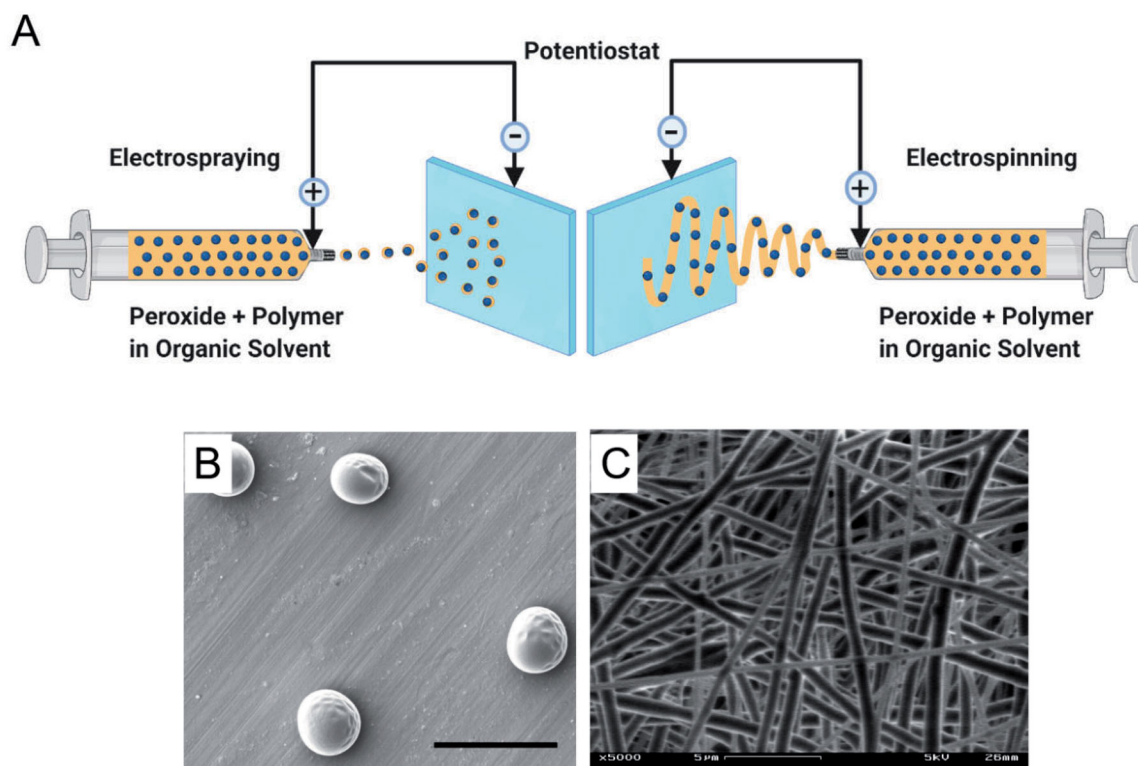 A
Potentiostat
Electrospraying
Electrospinning
+
-
-
+
Peroxide + Polymer
in Organic Solvent
Peroxide + Polymer
in Organic Solvent
B
C
x5000 5µm 5kV 26mm